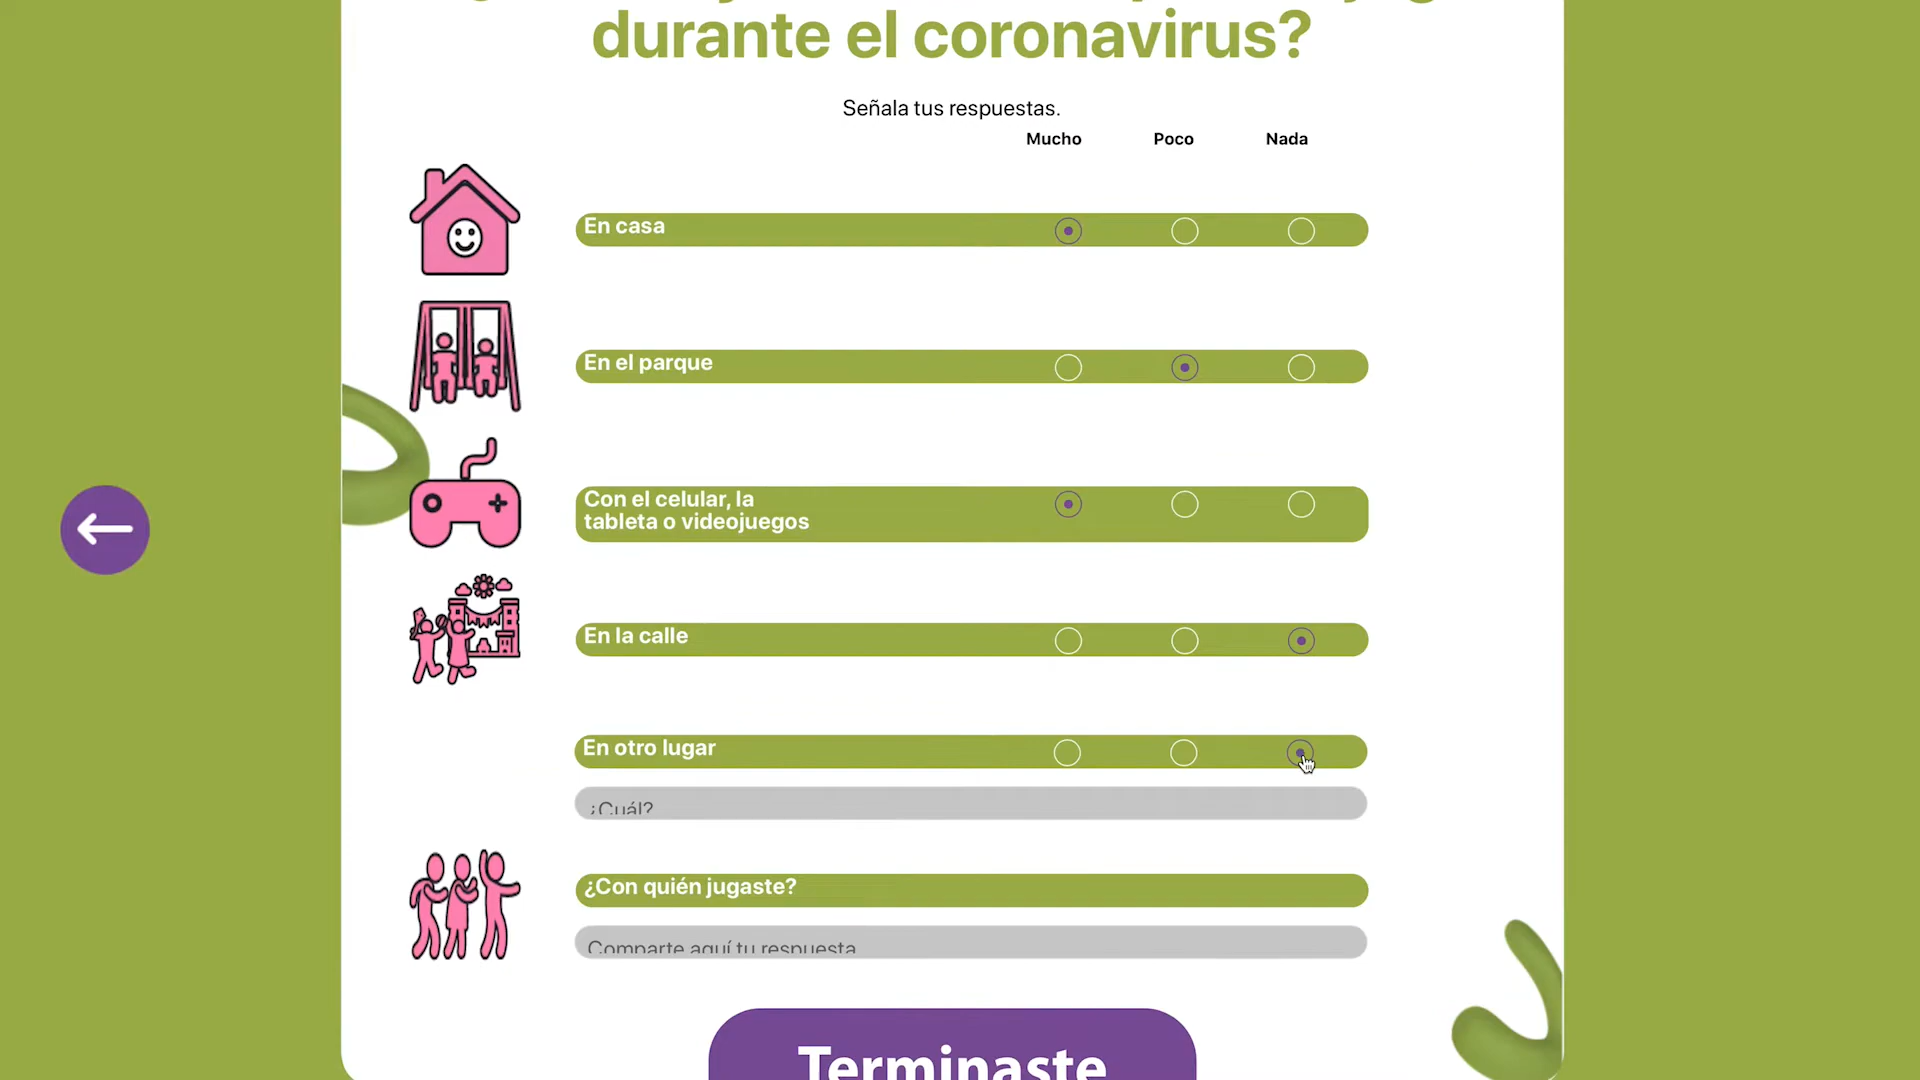 durante el coronavirus?
Señala tus respuestas.
Mucho Poco Nada
En casa
En el parque
Con el celular, la
tableta o videojuegos
En la calle
En otro lugar
¿Cuál?
¿Con quién jugaste?
Comparte aquí tu respuesta
Terminaste